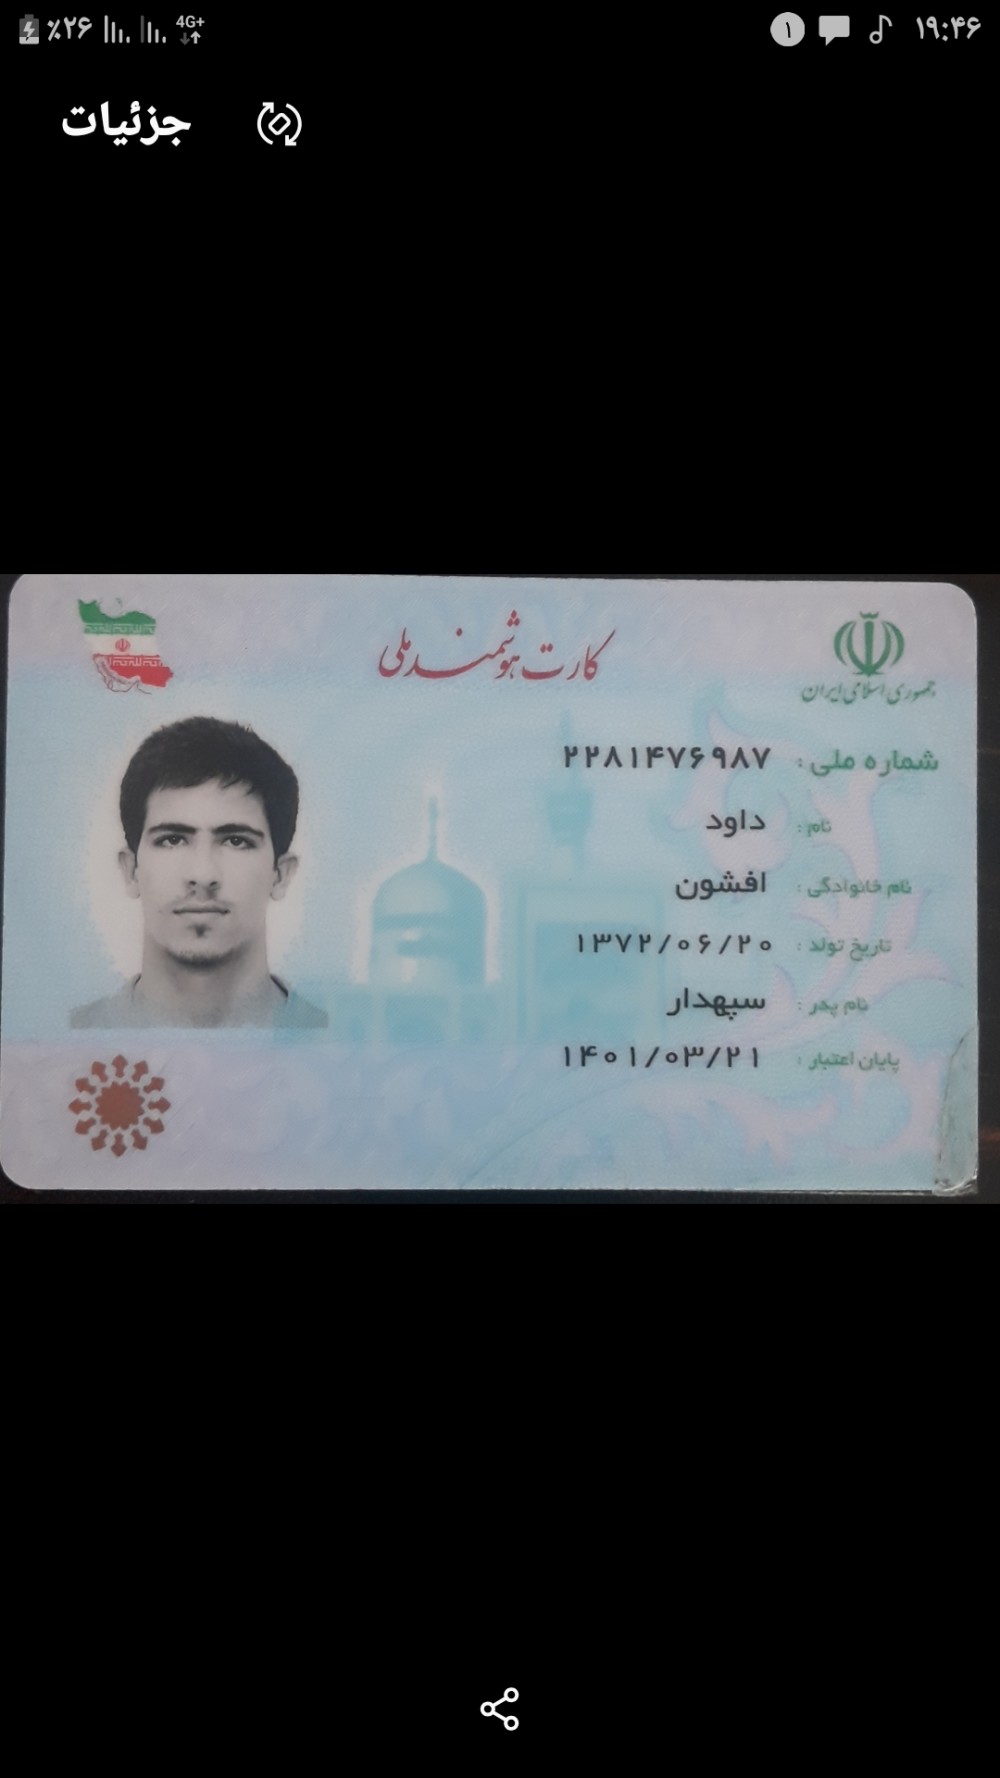 ۱۹:۴۶ ۱ 4G+ ٪۲۶
جزئیات
جمهوری اسلامی ایران
کارت هوشمند ملی
شماره ملی : ۲۲۸۱۴۷۶۹۸۷
نام : داود
نام خانوادگی : افشون
تاریخ تولد : ۱۳۷۲/۰۶/۲۰
نام پدر : سپهدار
پایان اعتبار : ۱۴۰۱/۰۳/۲۱